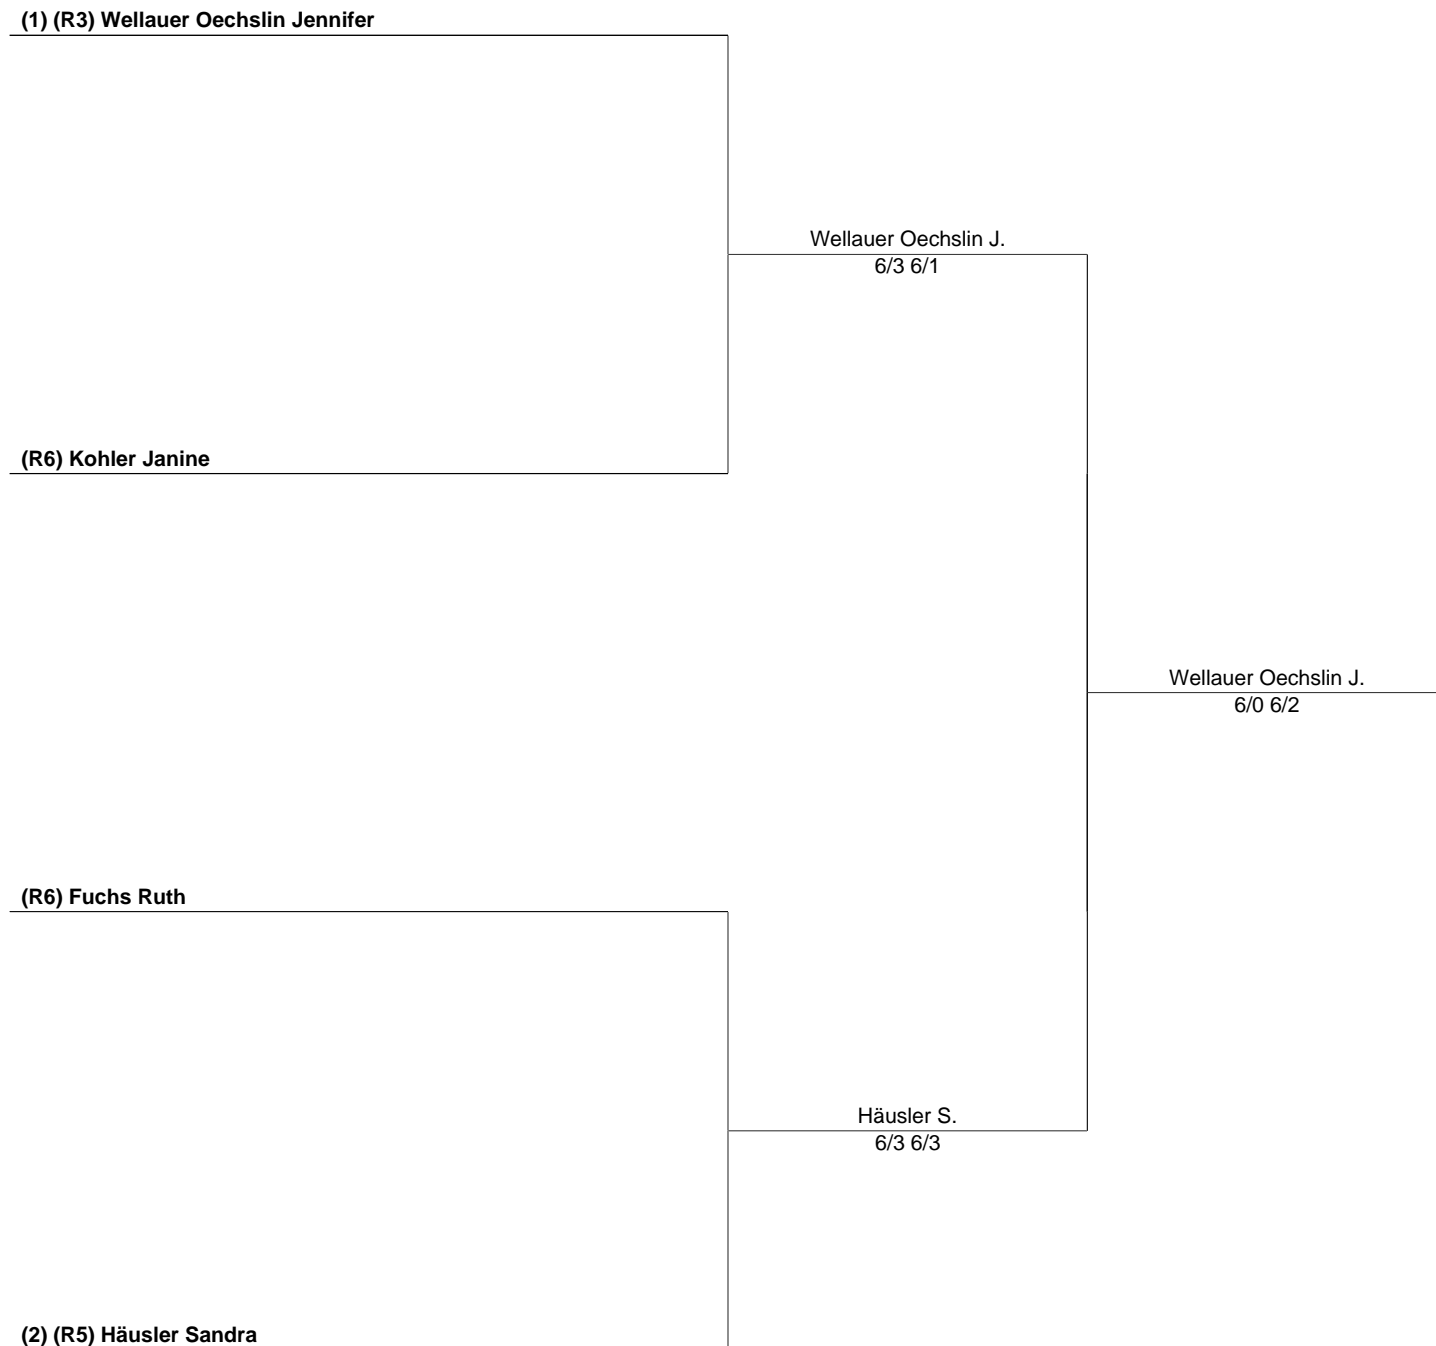 (1) (R3) Wellauer Oechslin Jennifer
Wellauer Oechslin J.
6/3 6/1
(R6) Kohler Janine
Wellauer Oechslin J.
6/0 6/2
(R6) Fuchs Ruth
Häusler S.
6/3 6/3
(2) (R5) Häusler Sandra